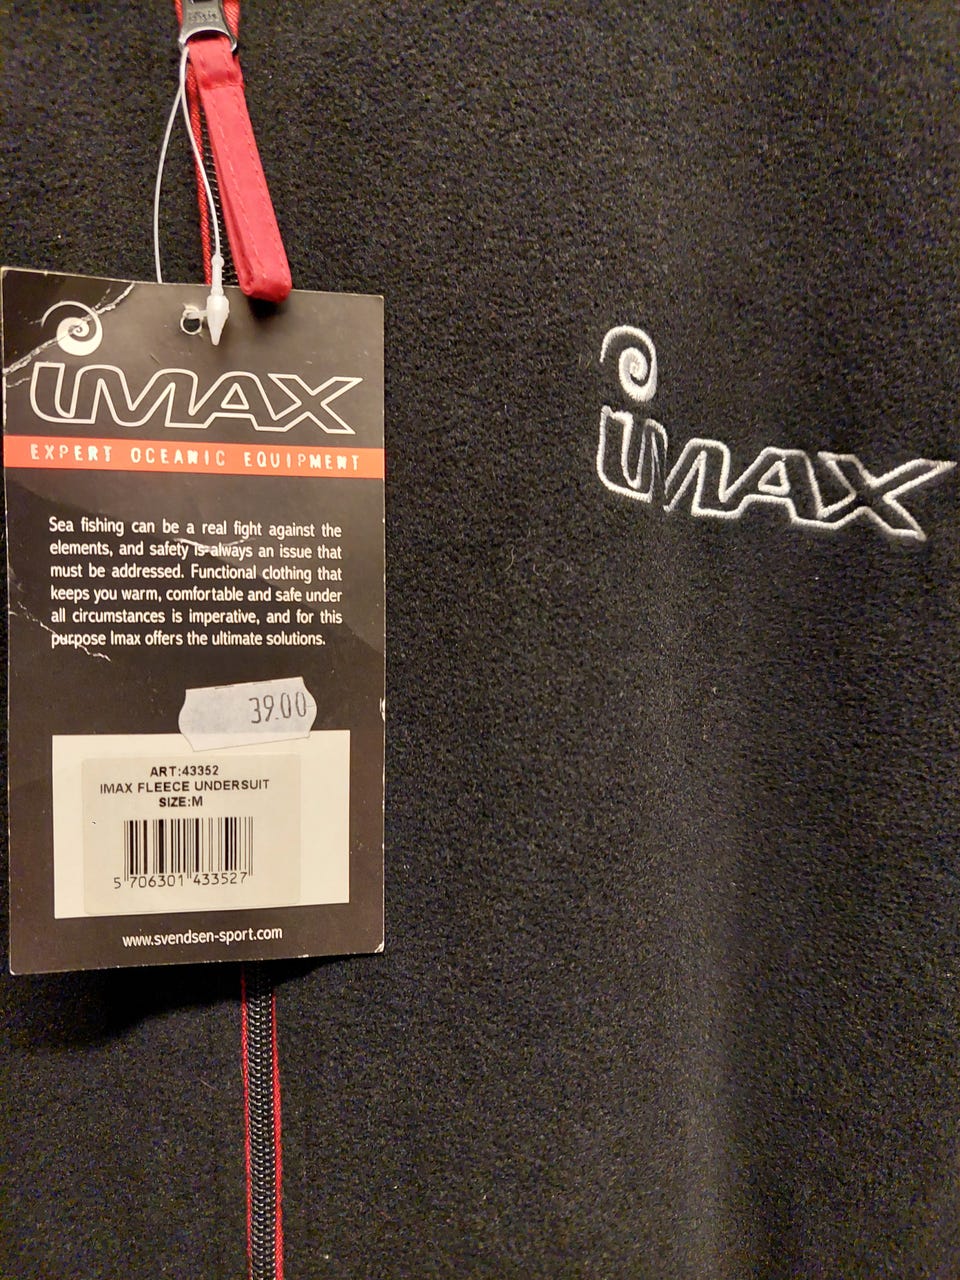 IMAX
EXPERT OCEANIC EQUIPMENT
Sea fishing can be a real fight against the
elements, and safety is always an issue that
must be addressed. Functional clothing that
keeps you warm, comfortable and safe under
all circumstances is imperative, and for this
purpose Imax offers the ultimate solutions.
39.00
ART:43352
IMAX FLEECE UNDERSUIT
SIZE:M
5 706301 433527
www.svendsen-sport.com
IMAX